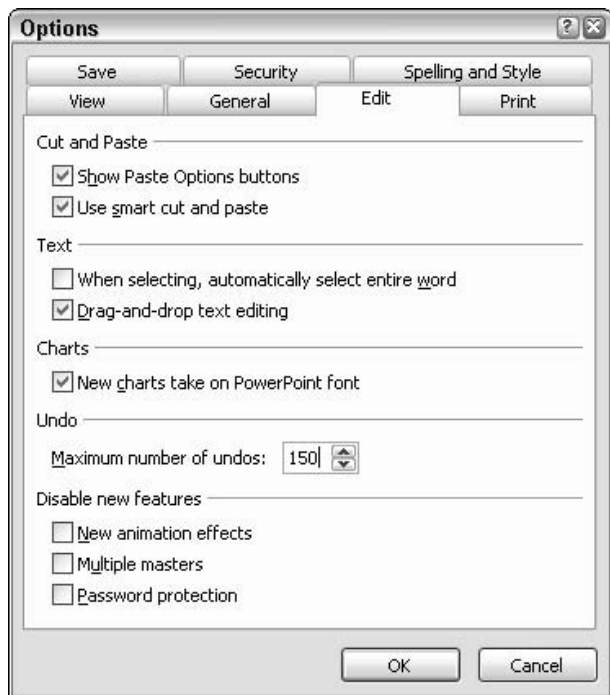 Options
Save Security Spelling and Style
View General Edit Print
Cut and Paste
Show Paste Options buttons
Use smart cut and paste
Text
When selecting, automatically select entire word
Drag-and-drop text editing
Charts
New charts take on PowerPoint font
Undo
Maximum number of undos: 150
Disable new features
New animation effects
Multiple masters
Password protection
OK Cancel